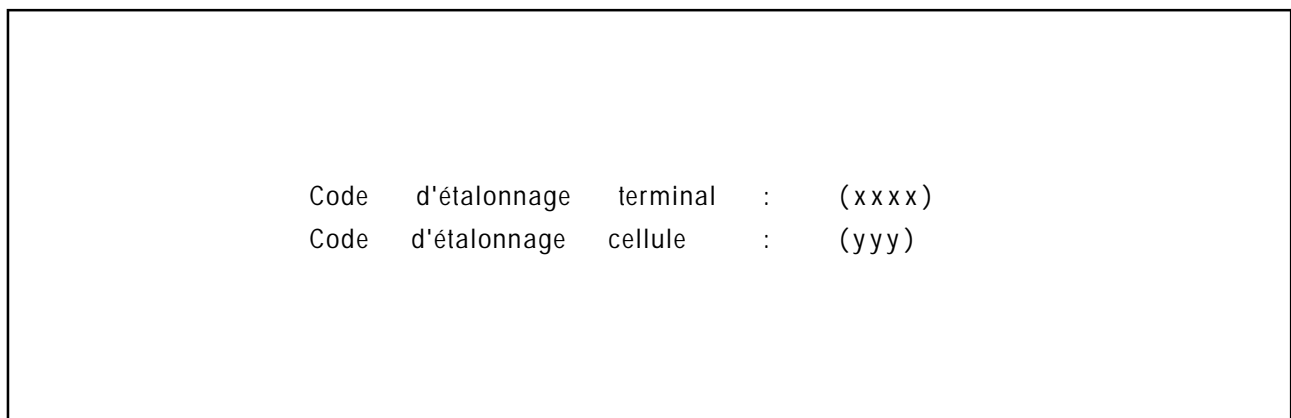 Code d'étalonnage terminal : (xxxx)
Code d'étalonnage cellule : (yyy)